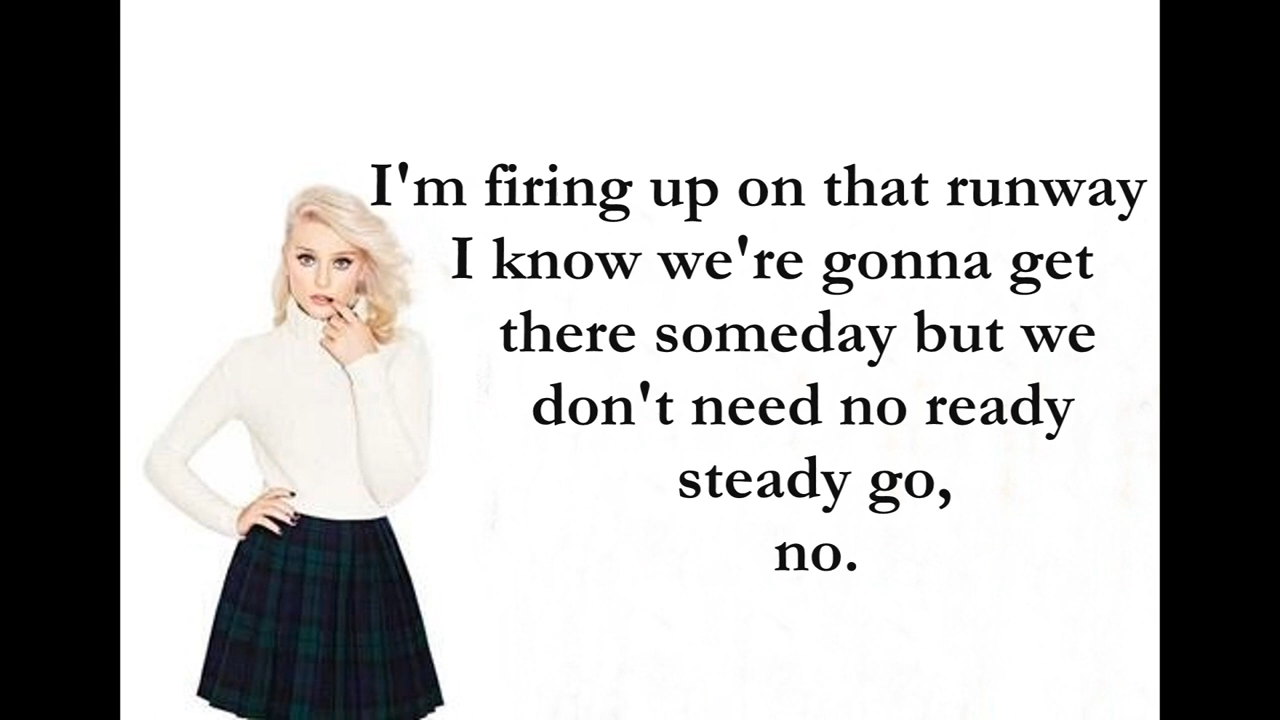 I'm firing up on that runway
I know we're gonna get
there someday but we
don't need no ready
steady go,
no.